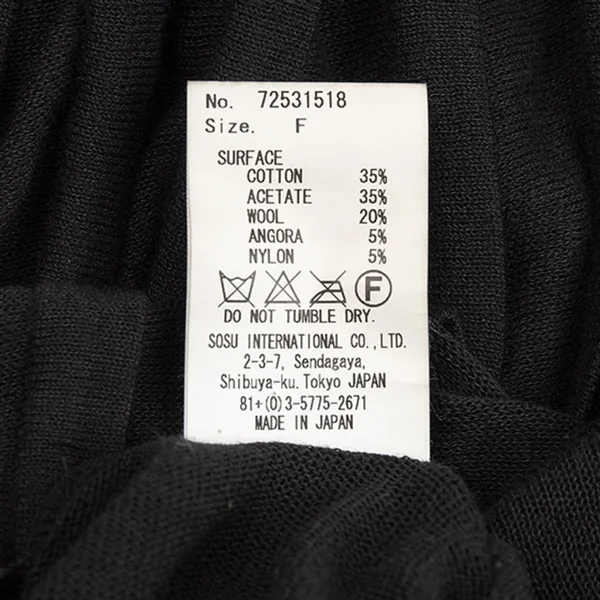 No. 72531518
Size. F
SURFACE
COTTON 35%
ACETATE 35%
WOOL 20%
ANGORA 5%
NYLON 5%
F
DO NOT TUMBLE DRY.
SOSU INTERNATIONAL CO.,LTD.
2-3-7, Sendagaya,
Shibuya-ku. Tokyo JAPAN
81+(0)3-5775-2671
MADE IN JAPAN